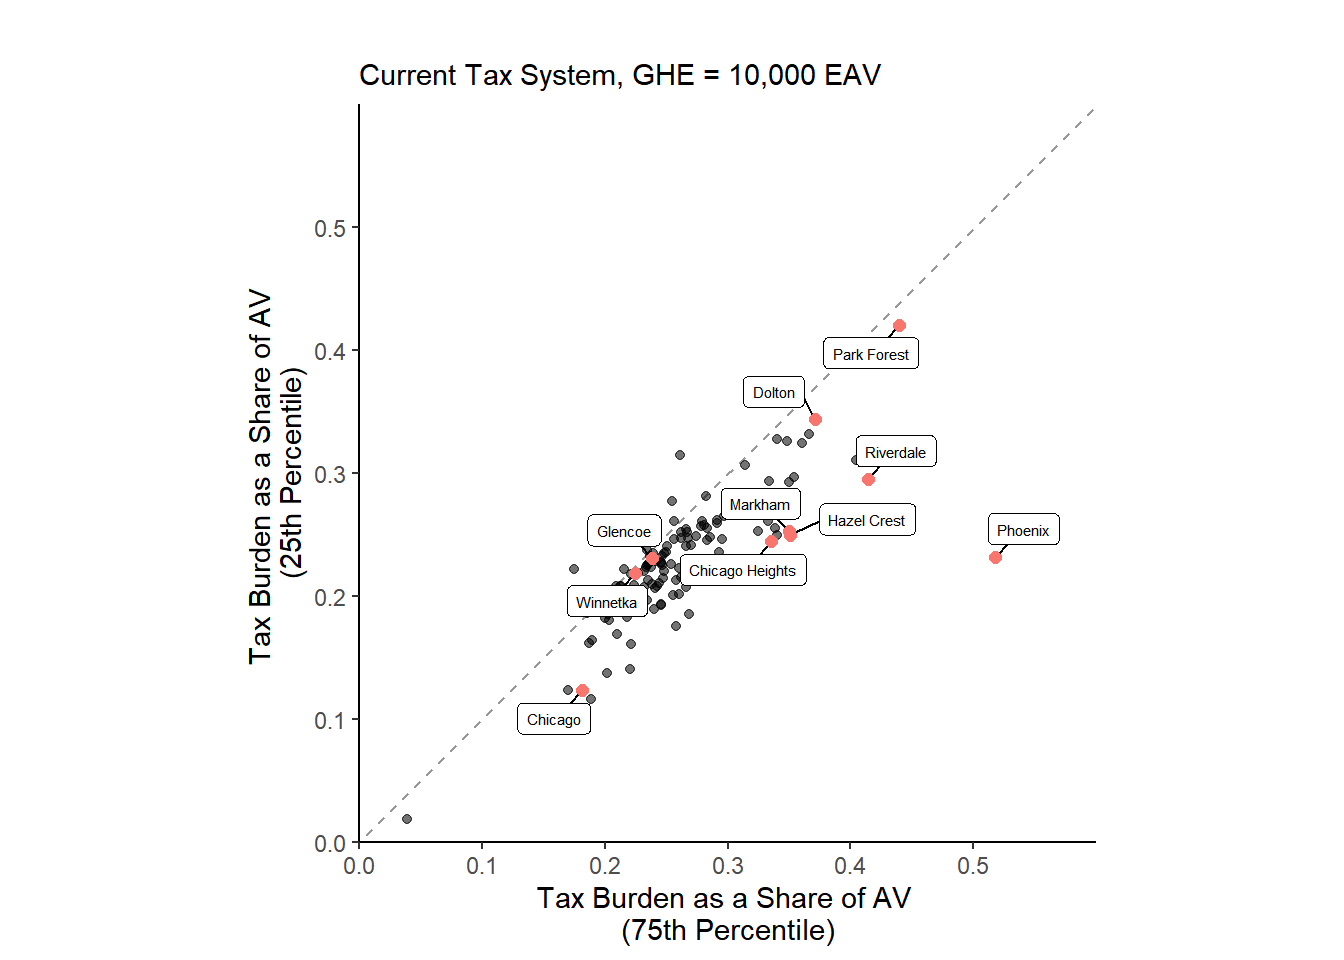 Current Tax System, GHE = 10,000 EAV
Tax Burden as a Share of AV
(25th Percentile)
0.5
0.4
0.3
0.2
0.1
0.0
Park Forest
Dolton
Riverdale
Markham
Hazel Crest
Glencoe
Phoenix
Chicago Heights
Winnetka
Chicago
0.0
0.1
0.2
0.3
0.4
0.5
Tax Burden as a Share of AV
(75th Percentile)